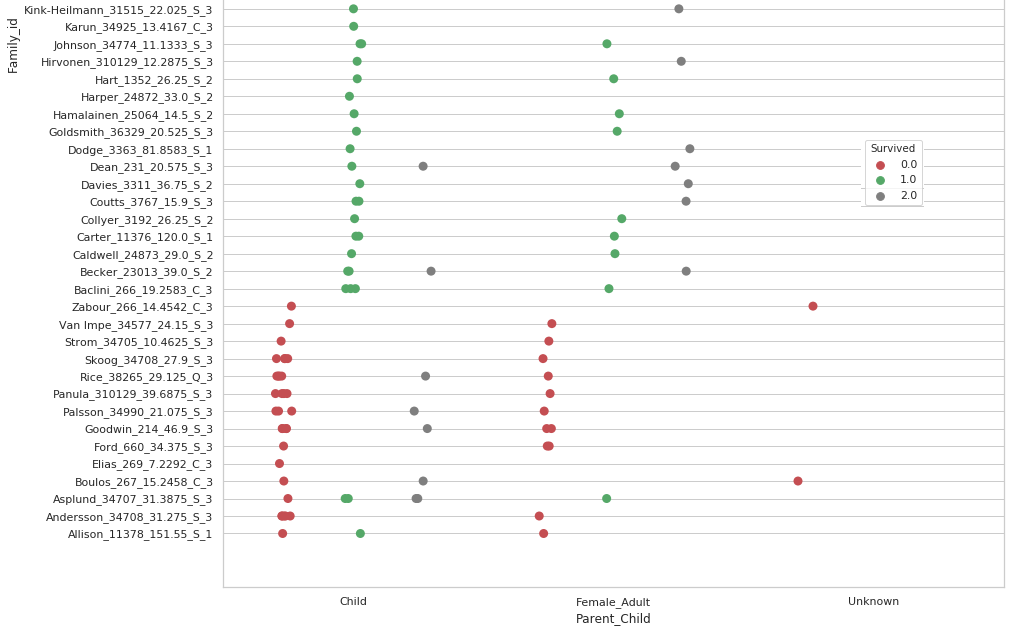 Family_id
Kink-Heilmann_31515_22.025_S_3
Karun_34925_13.4167_C_3
Johnson_34774_11.1333_S_3
Hirvonen_310129_12.2875_S_3
Hart_1352_26.25_S_2
Harper_24872_33.0_S_2
Hamalainen_25064_14.5_S_2
Goldsmith_36329_20.525_S_3
Dodge_3363_81.8583_S_1
Dean_231_20.575_S_3
Davies_3311_36.75_S_2
Coutts_3767_15.9_S_3
Collyer_3192_26.25_S_2
Carter_11376_120.0_S_1
Caldwell_24873_29.0_S_2
Becker_23013_39.0_S_2
Baclini_266_19.2583_C_3
Zabour_266_14.4542_C_3
Van Impe_34577_24.15_S_3
Strom_34705_10.4625_S_3
Skoog_34708_27.9_S_3
Rice_38265_29.125_Q_3
Panula_310129_39.6875_S_3
Palsson_34990_21.075_S_3
Goodwin_214_46.9_S_3
Ford_660_34.375_S_3
Elias_269_7.2292_C_3
Boulos_267_15.2458_C_3
Asplund_34707_31.3875_S_3
Andersson_34708_31.275_S_3
Allison_11378_151.55_S_1
Survived
0.0
1.0
2.0
Child
Female_Adult
Unknown
Parent_Child